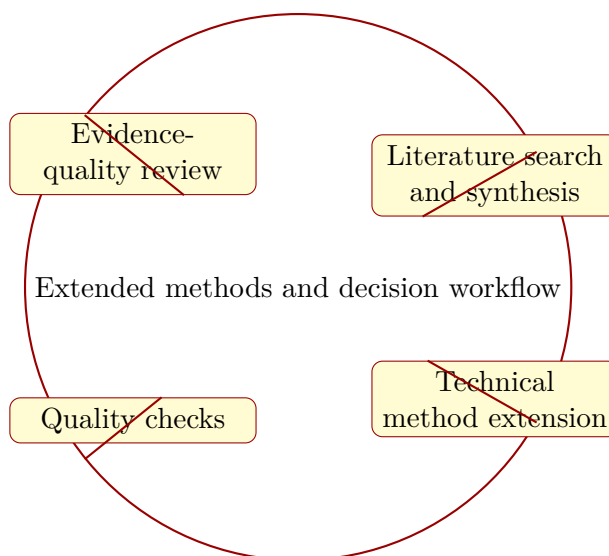 Evidence-
quality review
Literature search
and synthesis
Extended methods and decision workflow
Quality checks
Technical
method extension